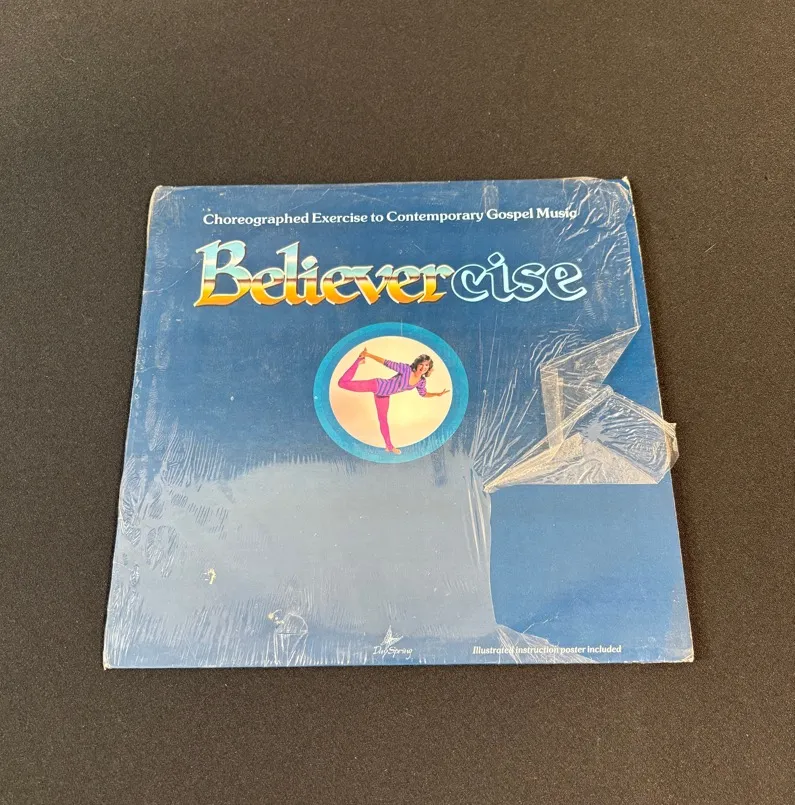 Choreographed Exercise to Contemporary Gospel Music
Believercise
DaySpring
Illustrated instruction poster included